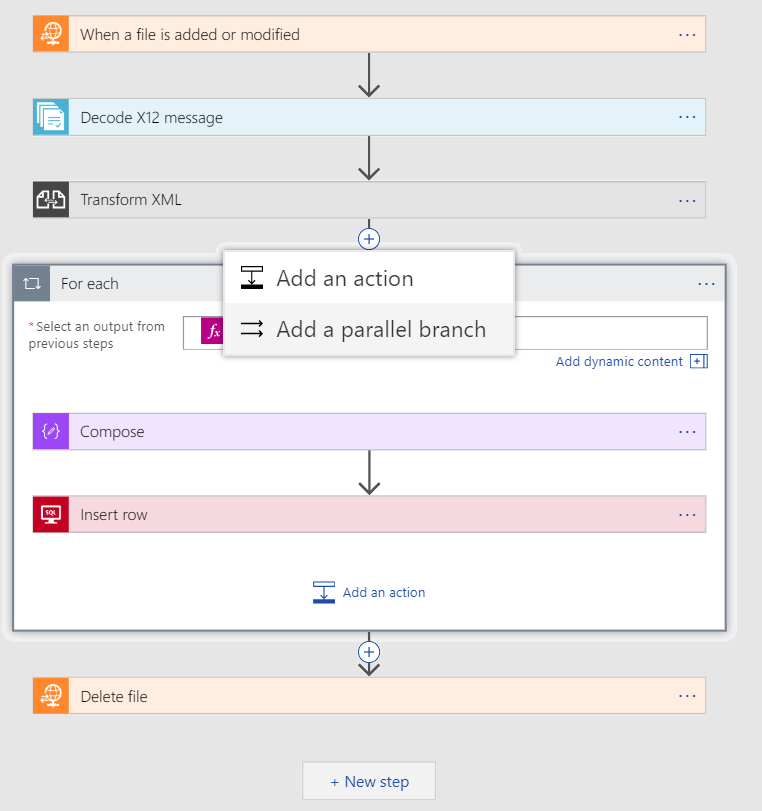 When a file is added or modified
Decode X12 message
Transform XML
Add an action
For each
* Select an output from
previous steps
fx
Add a parallel branch
Add dynamic content
Compose
SQL
Insert row
Add an action
Delete file
+ New step